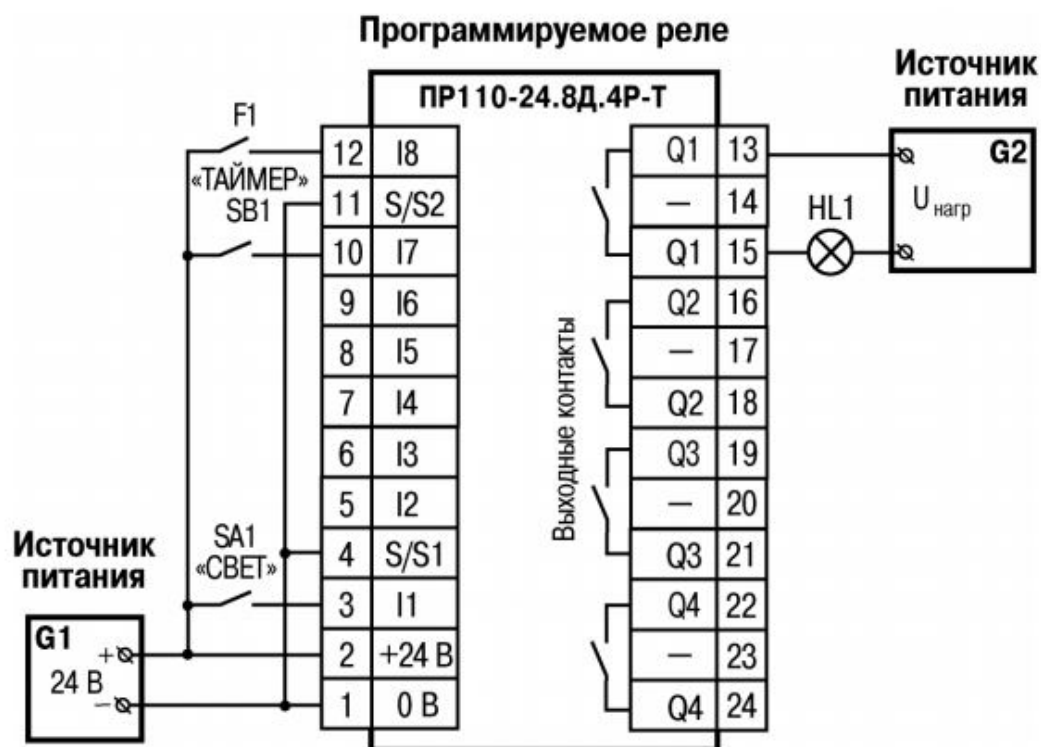 Программируемое реле
ПР110-24.8Д.4Р-Т
Источник
питания
F1
«ТАЙМЕР»
SB1
SA1
«СВЕТ»
Источник
питания
G1
+
24 В
–
12 I8
11 S/S2
10 I7
9 I6
8 I5
7 I4
6 I3
5 I2
4 S/S1
3 I1
2 +24 В
1 0 В
Выходные контакты
Q1 13
— 14
Q1 15
Q2 16
— 17
Q2 18
Q3 19
— 20
Q3 21
Q4 22
— 23
Q4 24
HL1
G2
U нагр